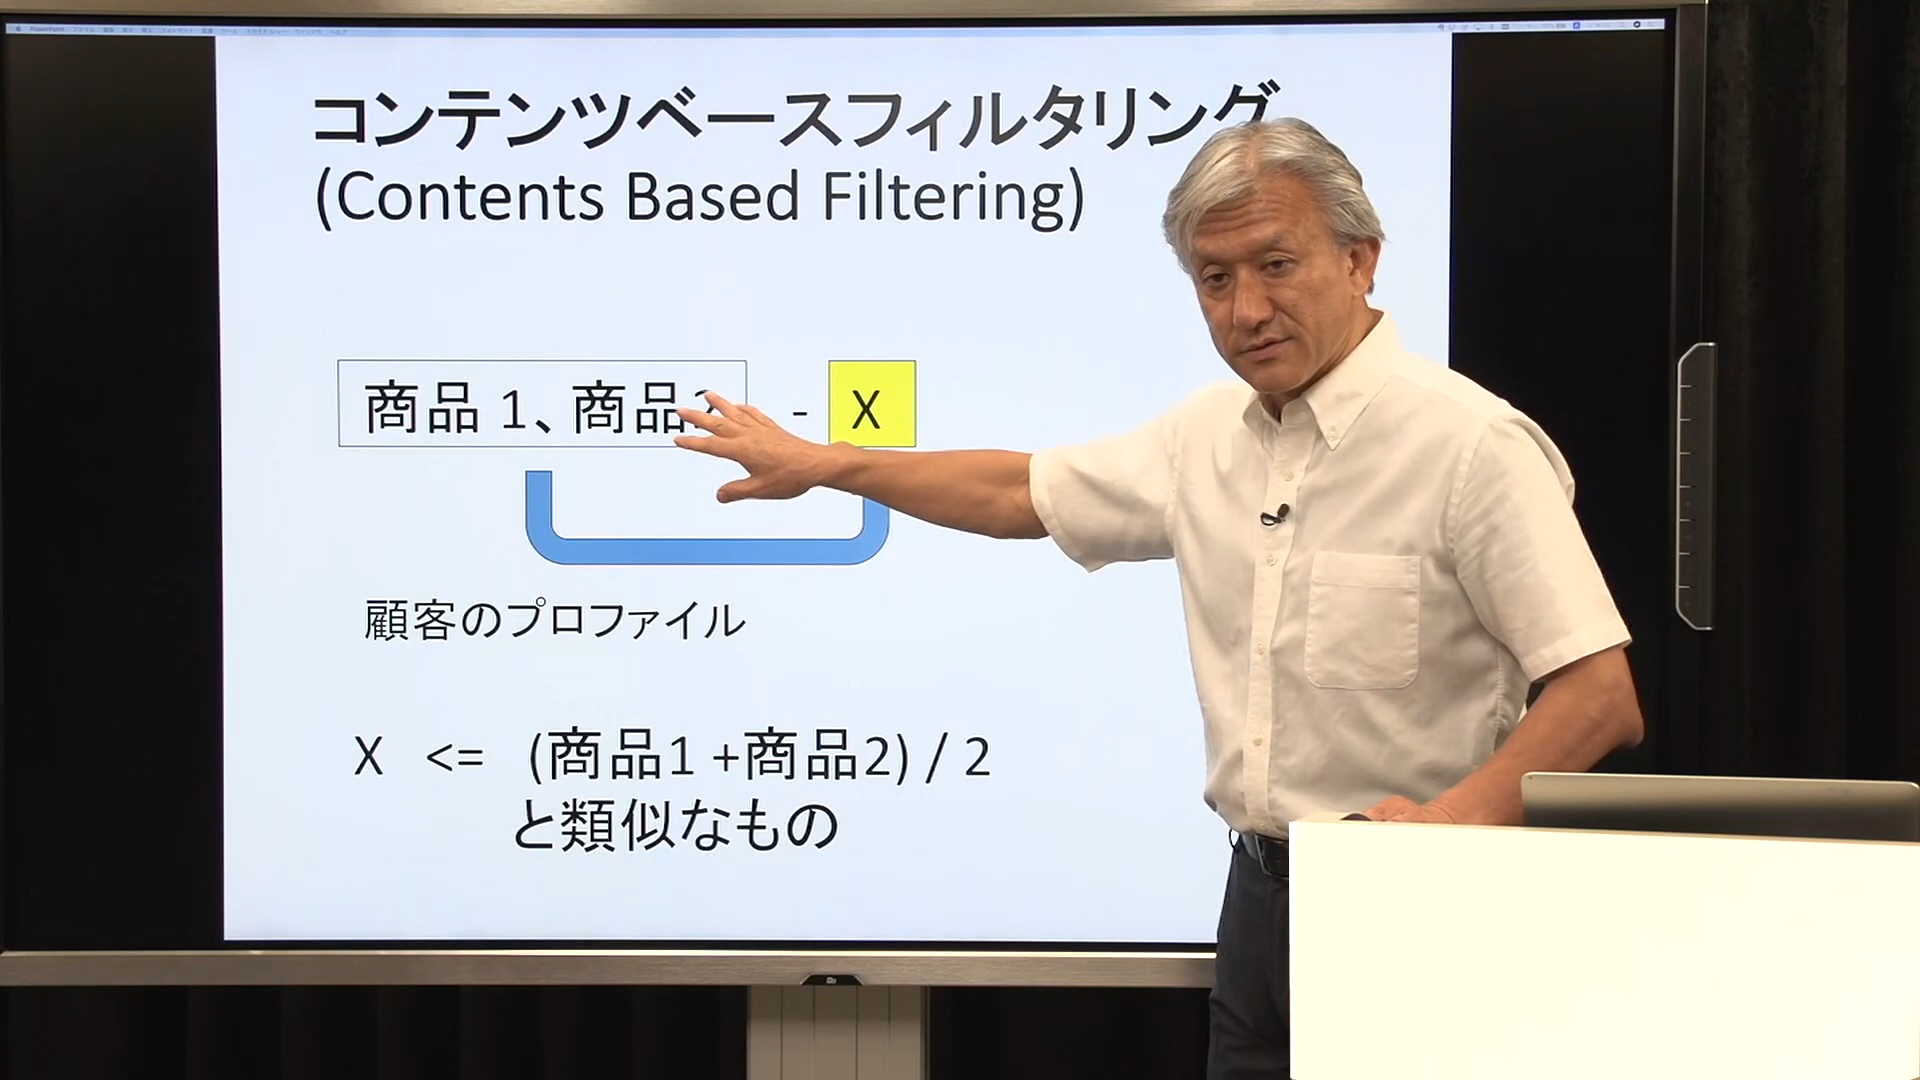 コンテンツベースフィルタリング
(Contents Based Filtering)
商品 1、商品2 - X
顧客のプロファイル
X <= (商品1 +商品2) / 2
と類似なもの